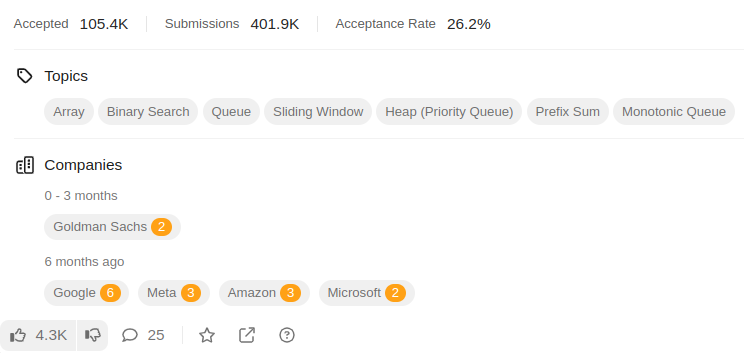 Accepted 105.4K Submissions 401.9K Acceptance Rate 26.2%
Topics
Array Binary Search Queue Sliding Window Heap (Priority Queue) Prefix Sum Monotonic Queue
Companies
0 - 3 months
Goldman Sachs 2
6 months ago
Google 6 Meta 3 Amazon 3 Microsoft 2
4.3K 25